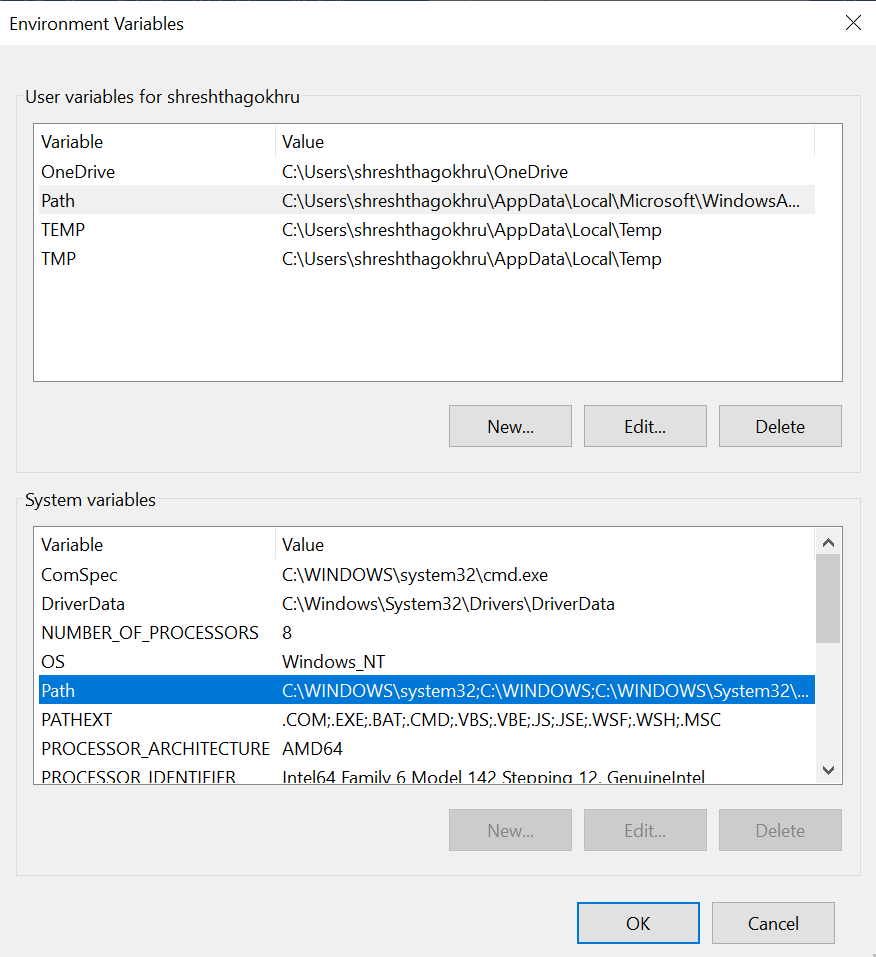 Environment Variables
User variables for shreshthagokhru
Variable Value
OneDrive C:\Users\shreshthagokhru\OneDrive
Path C:\Users\shreshthagokhru\AppData\Local\Microsoft\WindowsA...
TEMP C:\Users\shreshthagokhru\AppData\Local\Temp
TMP C:\Users\shreshthagokhru\AppData\Local\Temp
New... Edit... Delete
System variables
Variable Value
ComSpec C:\WINDOWS\system32\cmd.exe
DriverData C:\Windows\System32\Drivers\DriverData
NUMBER_OF_PROCESSORS 8
OS Windows_NT
Path C:\WINDOWS\system32;C:\WINDOWS;C:\WINDOWS\System32\...
PATHEXT .COM;.EXE;.BAT;.CMD;.VBS;.VBE;.JS;.JSE;.WSF;.WSH;.MSC
PROCESSOR_ARCHITECTURE AMD64
PROCESSOR_IDENTIFIER Intel64 Family 6 Model 142 Stepping 12, GenuineIntel
New... Edit... Delete
OK Cancel